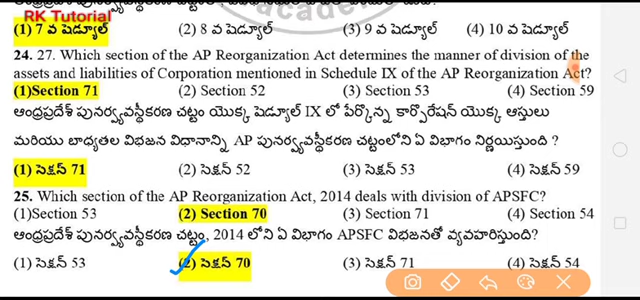 RK Tutorial
cade
(1) 7 వ షెడ్యూల్ (2) 8 వ షెడ్యూల్ (3) 9 వ షెడ్యూల్ (4) 10 వ షెడ్యూల్
24. 27. Which section of the AP Reorganization Act determines the manner of division of the
assets and liabilities of Corporation mentioned in Schedule IX of the AP Reorganization Act?
(1)Section 71 (2) Section 52 (3) Section 53 (4) Section 59
ఆంధ్రప్రదేశ్ పునర్వ్యవస్థీకరణ చట్టం యొక్క షెడ్యూల్ IX లో పేర్కొన్న కార్పొరేషన్ యొక్క ఆస్తులు
మరియు బాధ్యతల విభజన విధానాన్ని AP పునర్వ్యవస్థీకరణ చట్టంలోని ఏ విభాగం నిర్ణయిస్తుంది ?
(1) సెక్షన్ 71 (2) సెక్షన్ 52 (3) సెక్షన్ 53 (4) సెక్షన్ 59
25. Which section of the AP Reorganization Act, 2014 deals with division of APSFC?
(1)Section 53 (2) Section 70 (3) Section 71 (4) Section 54
ఆంధ్రప్రదేశ్ పునర్వ్యవస్థీకరణ చట్టం, 2014 లోని ఏ విభాగం APSFC విభజనతో వ్యవహరిస్తుంది?
(1) సెక్షన్ 53 (2) సెక్షన్ 70 (3) సెక్షన్ 71 (4) సెక్షన్ 54